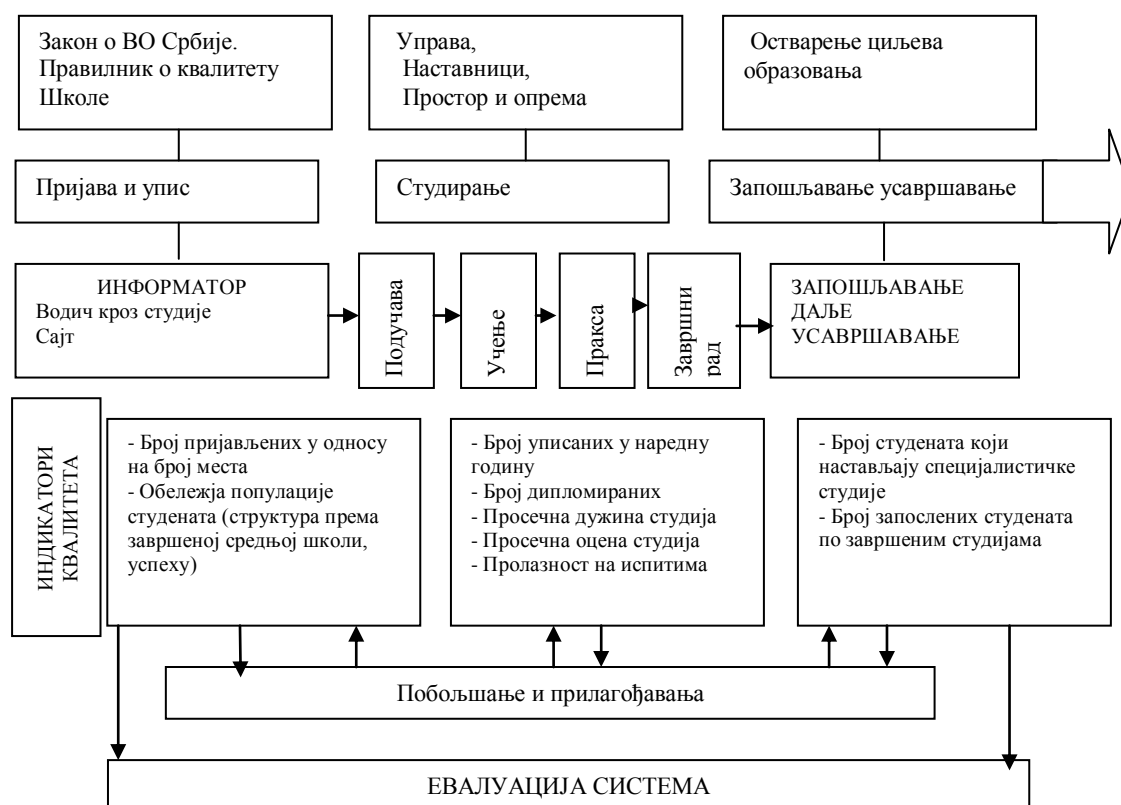 Закон о ВО Србије.
Правилник о квалитету
Школе
Управа,
Наставници,
Простор и опрема
Остварење циљева
образовања
Пријава и упис
Студирање
Запошљавање усавршавање
ИНФОРМАТОР
Водич кроз студије
Сајт
Подучава
Учење
Пракса
Завршни
рад
ЗАПОШЉАВАЊЕ
ДАЉЕ
УСАВРШАВАЊЕ
ИНДИКАТОРИ
КВАЛИТЕТА
- Број пријављених у односу
на број места
- Обележја популације
студената (структура према
завршеној средњој школи,
успеху)
- Број уписаних у наредну
годину
- Број дипломираних
- Просечна дужина студија
- Просечна оцена студија
- Пролазност на испитима
- Број студената који
настављају специјалистичке
студије
- Број запослених студената
по завршеним студијама
Побољшање и прилагођавања
ЕВАЛУАЦИЈА СИСТЕМА